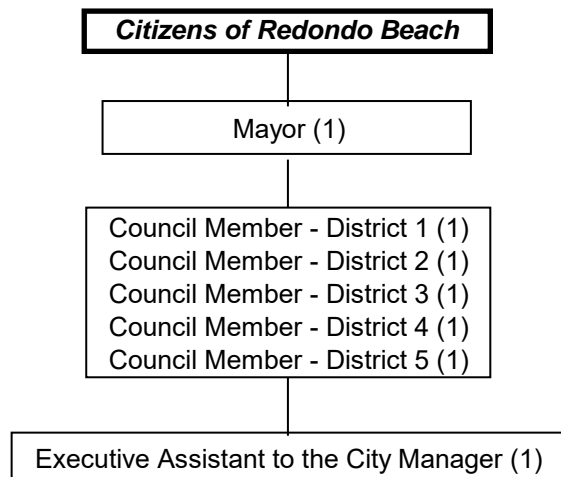 Citizens of Redondo Beach
Mayor (1)
Council Member - District 1 (1)
Council Member - District 2 (1)
Council Member - District 3 (1)
Council Member - District 4 (1)
Council Member - District 5 (1)
Executive Assistant to the City Manager (1)